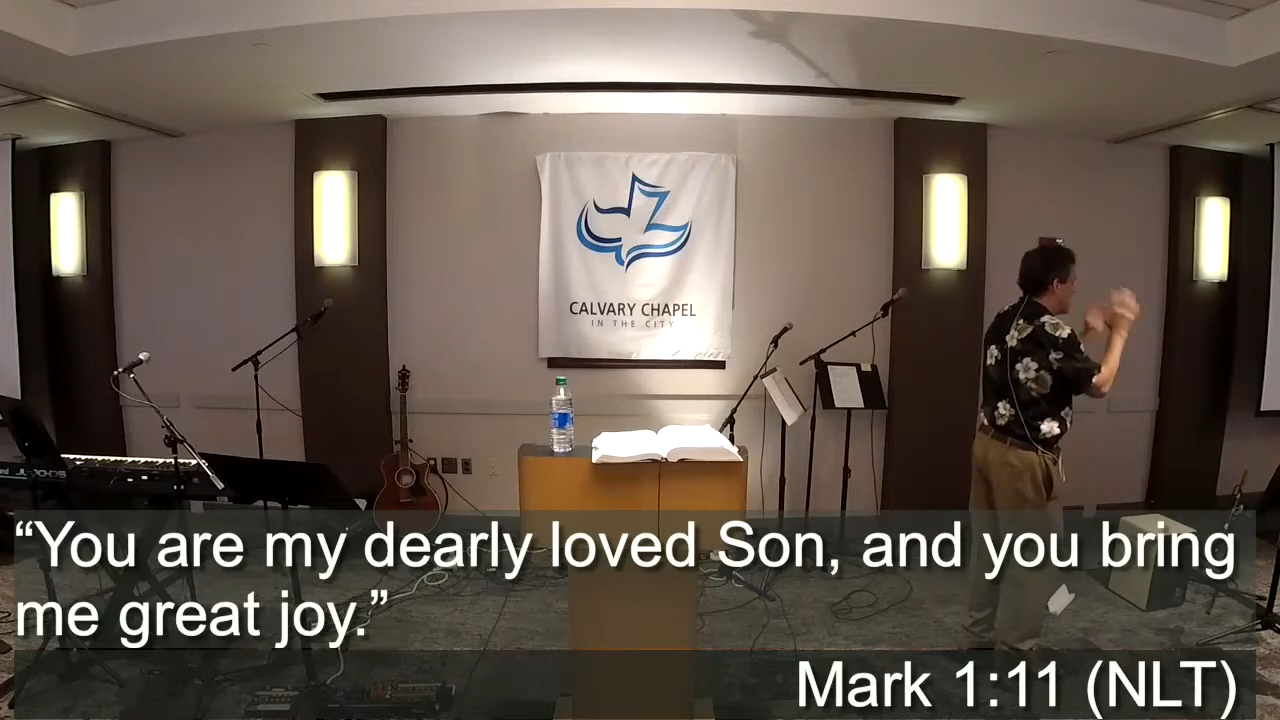 CALVARY CHAPEL
IN THE CITY
“You are my dearly loved Son, and you bring
me great joy.”
Mark 1:11 (NLT)